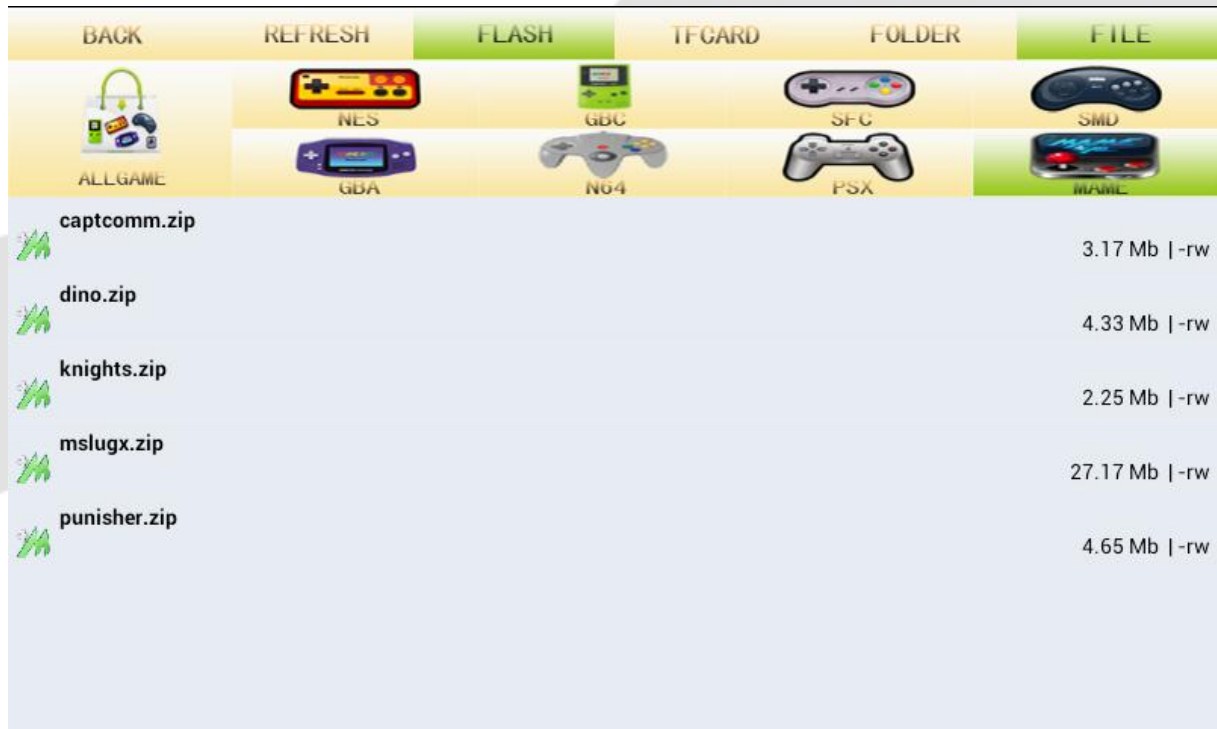 BACK REFRESH FLASH TFCARD FOLDER FILE
NES GBC SFC SMD
MAME
ALLGAME GBA N64 PSX MAME
captcomm.zip
3.17 Mb | -rw
dino.zip
4.33 Mb | -rw
knights.zip
2.25 Mb | -rw
mslugx.zip
27.17 Mb | -rw
punisher.zip
4.65 Mb | -rw